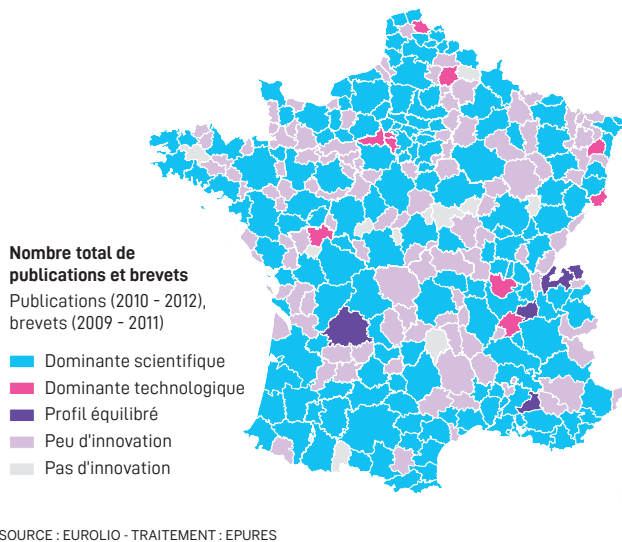 Nombre total de
publications et brevets
Publications (2010 - 2012),
brevets (2009 - 2011)
Dominante scientifique
Dominante technologique
Profil équilibré
Peu d'innovation
Pas d'innovation
SOURCE : EUROLIO - TRAITEMENT : EPURES